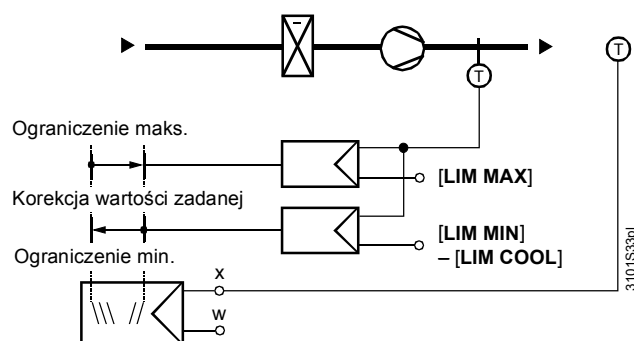 T
T
Ograniczenie maks.
[LIM MAX]
Korekcja wartości zadanej
[LIM MIN]
– [LIM COOL]
Ograniczenie min.
x
w
3101S33pl